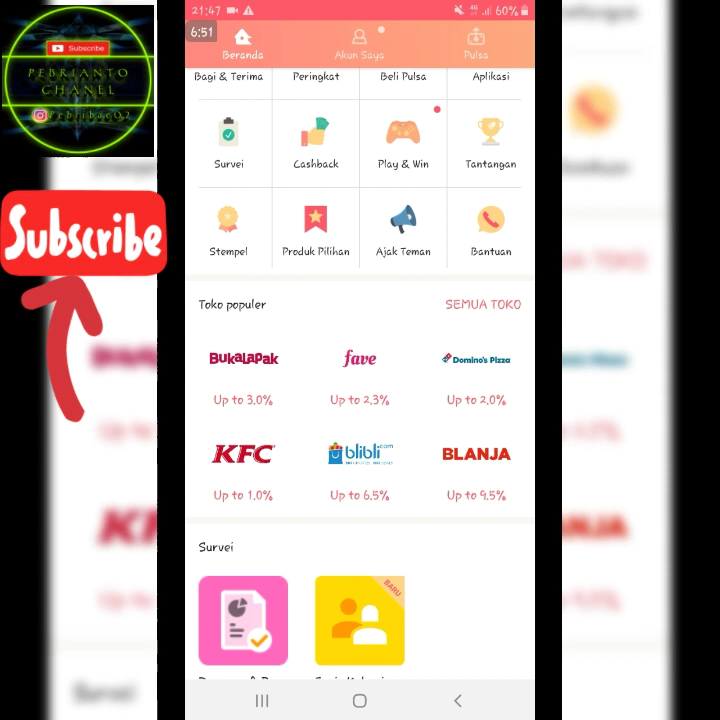 Subscribe
PEBRIANTO
CHANEL
Subscribe
21:47
4G
60%
6:51
Beranda
Akun Saya
Pulsa
Bagi & Terima
Peringkat
Beli Pulsa
Aplikasi
Survei
Cashback
Play & Win
Tantangan
Stempel
Produk Pilihan
Ajak Teman
Bantuan
Toko populer
SEMUA TOKO
BUKALAPAK
fave
Domino's Pizza
Up to 3.0%
Up to 2.3%
Up to 2.0%
KFC
blibli.com
BLANJA
Up to 1.0%
Up to 6.5%
Up to 9.5%
Survei
BARU